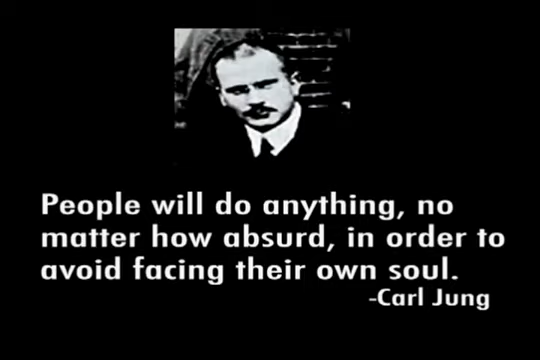 People will do anything, no
matter how absurd, in order to
avoid facing their own soul.
-Carl Jung